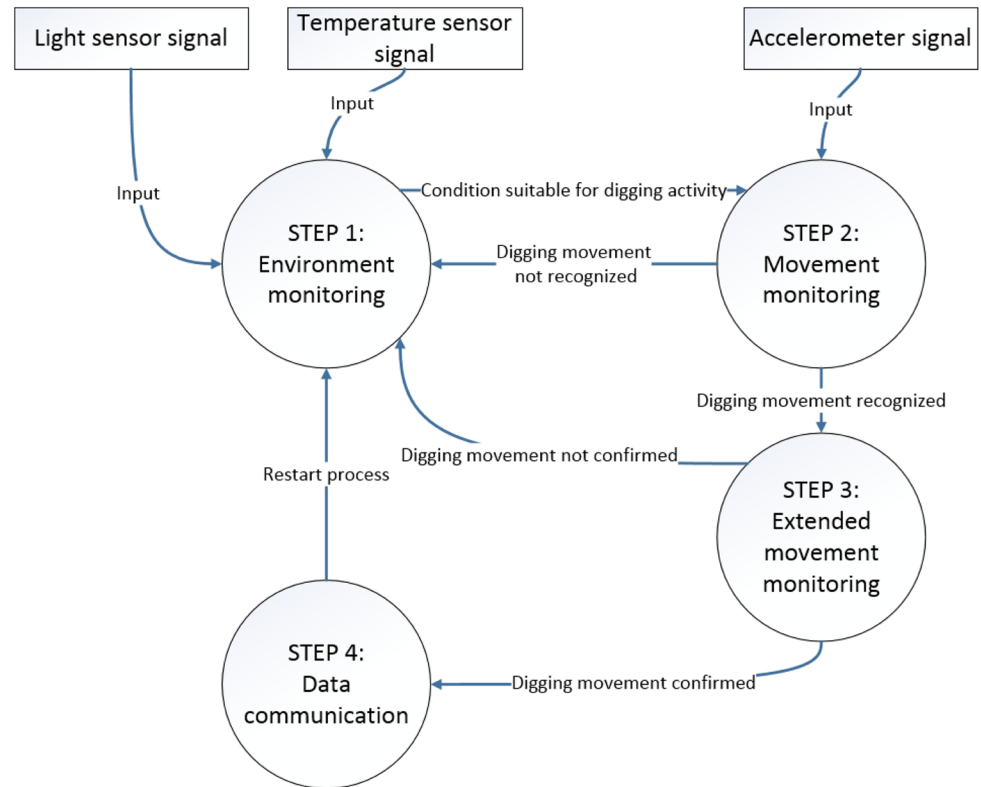 Light sensor signal
Temperature sensor
signal
Accelerometer signal
Input
Input
Input
Condition suitable for digging activity
STEP 1:
Environment
monitoring
Digging movement
not recognized
STEP 2:
Movement
monitoring
Digging movement recognized
Digging movement not confirmed
Restart process
STEP 3:
Extended
movement
monitoring
STEP 4:
Data
communication
Digging movement confirmed